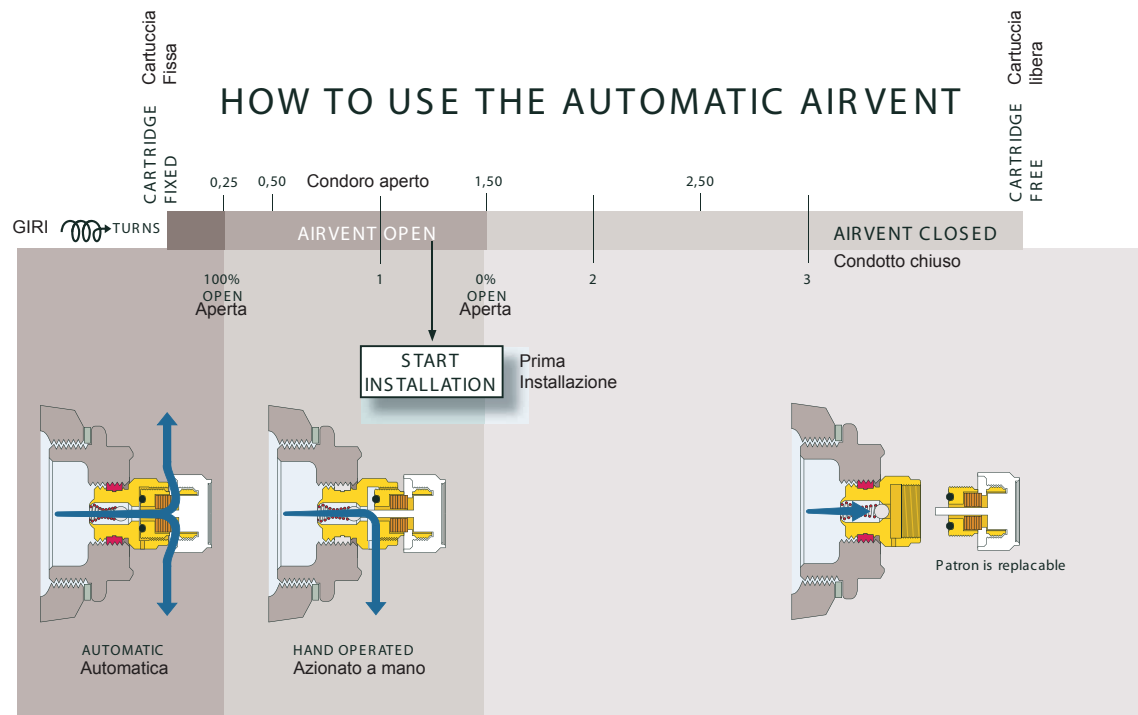 Cartuccia
Fissa
CARTRIDGE
FIXED
HOW TO USE THE AUTOMATIC AIRVENT
Cartuccia
libera
CARTRIDGE
FREE
0,25
0,50
Condoro aperto
1,50
2,50
GIRI
TURNS
AIRVENT OPEN
AIRVENT CLOSED
Condotto chiuso
100%
OPEN
Aperta
1
0%
OPEN
Aperta
2
3
START
INSTALLATION
Prima
Installazione
Patron is replacable
AUTOMATIC
Automatica
HAND OPERATED
Azionato a mano